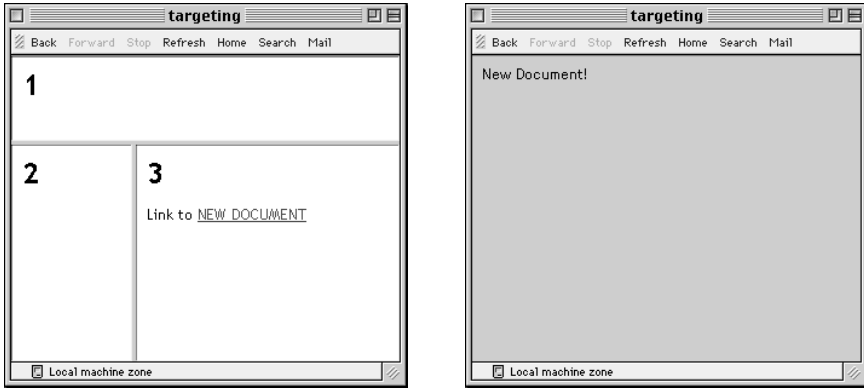 targeting
Back Forward Stop Refresh Home Search Mail
1
2
3
Link to NEW DOCUMENT
Local machine zone
targeting
Back Forward Stop Refresh Home Search Mail
New Document!
Local machine zone